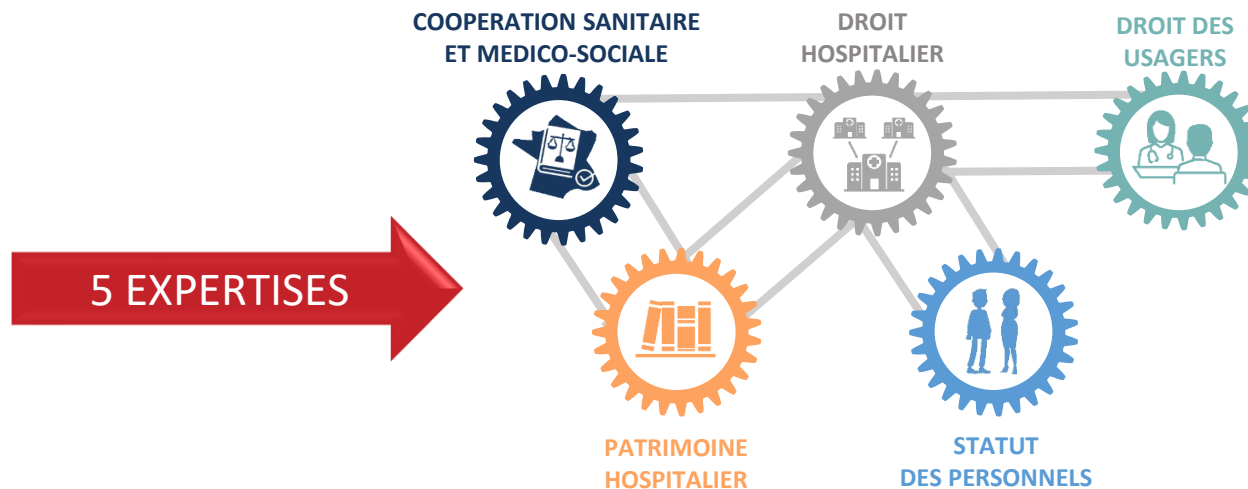 COOPERATION SANITAIRE
ET MEDICO-SOCIALE
DROIT
HOSPITALIER
DROIT DES
USAGERS
5 EXPERTISES
PATRIMOINE
HOSPITALIER
STATUT
DES PERSONNELS